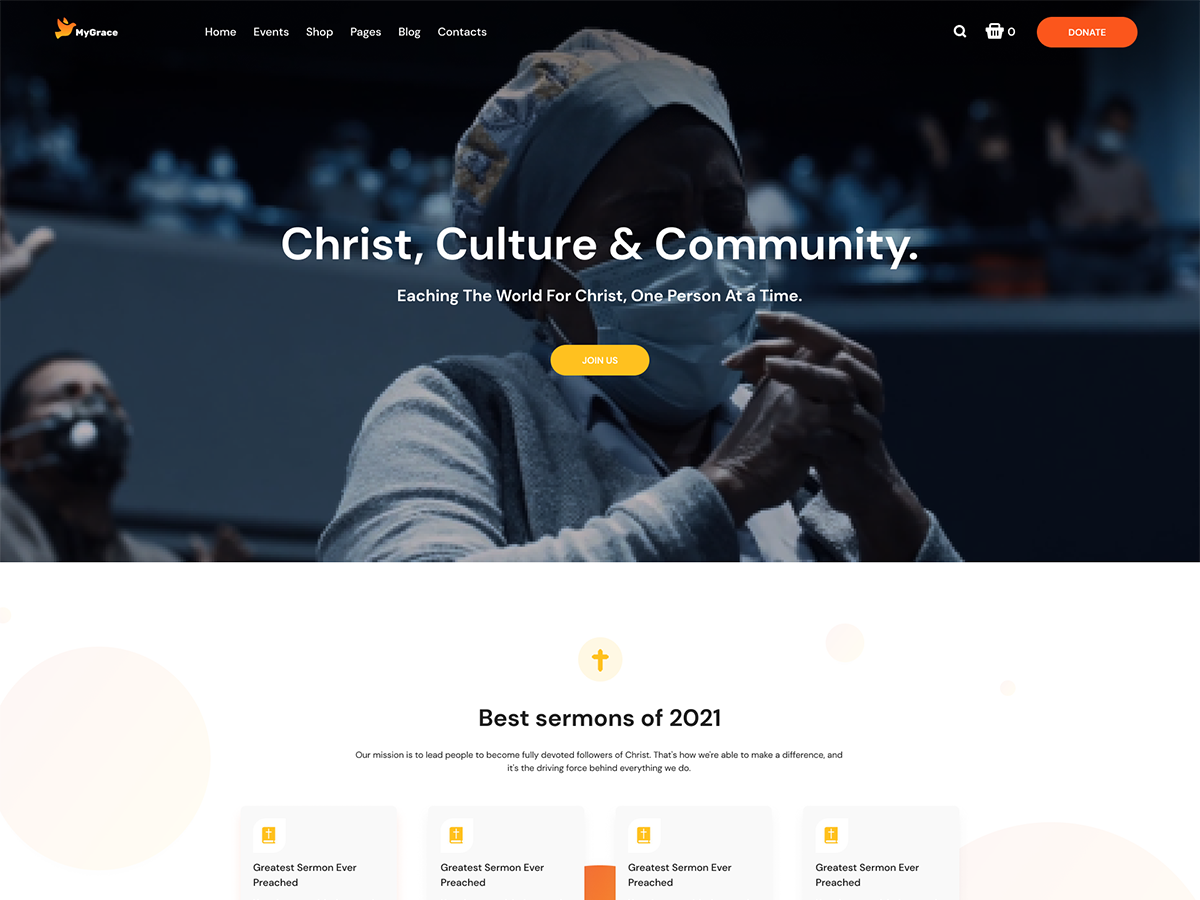 MyGrace
Home Events Shop Pages Blog Contacts
0
DONATE
Christ, Culture & Community.
Eaching The World For Christ, One Person At a Time.
JOIN US
Best sermons of 2021
Our mission is to lead people to become fully devoted followers of Christ. That's how we're able to make a difference, and
it's the driving force behind everything we do.
Greatest Sermon Ever
Preached
Greatest Sermon Ever
Preached
Greatest Sermon Ever
Preached
Greatest Sermon Ever
Preached